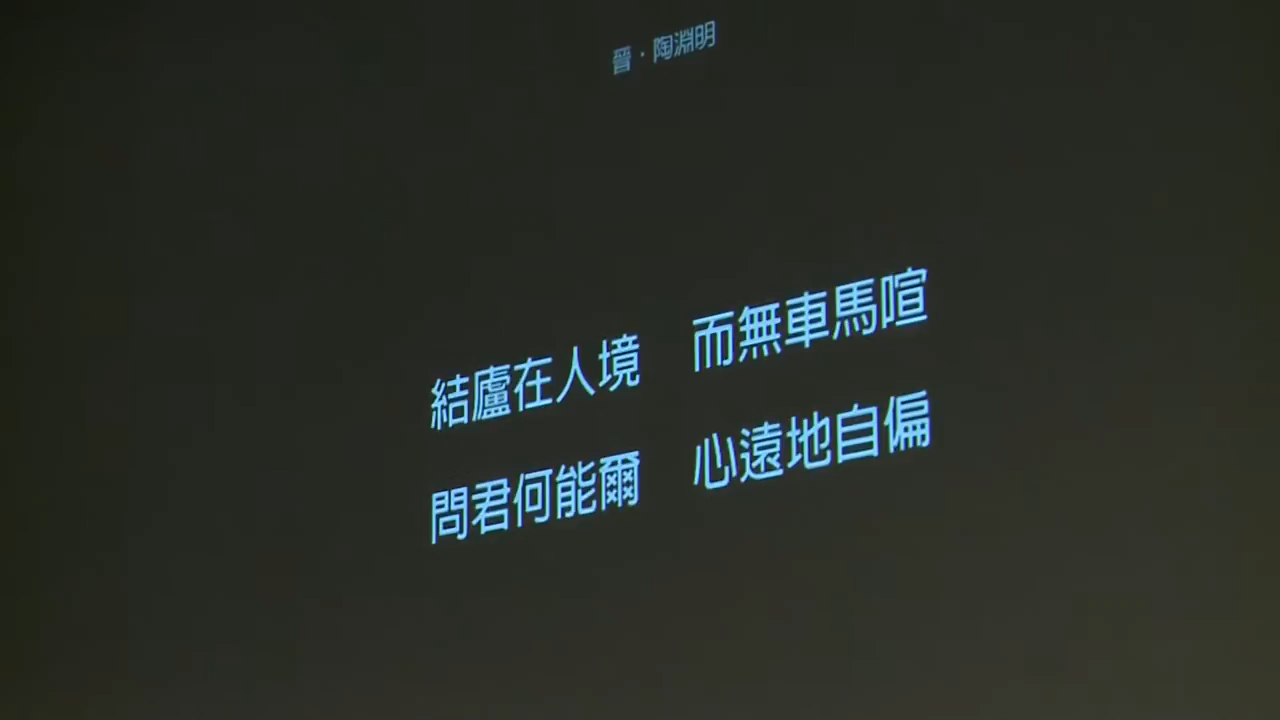 晉・陶淵明
結廬在人境 而無車馬喧
問君何能爾 心遠地自偏